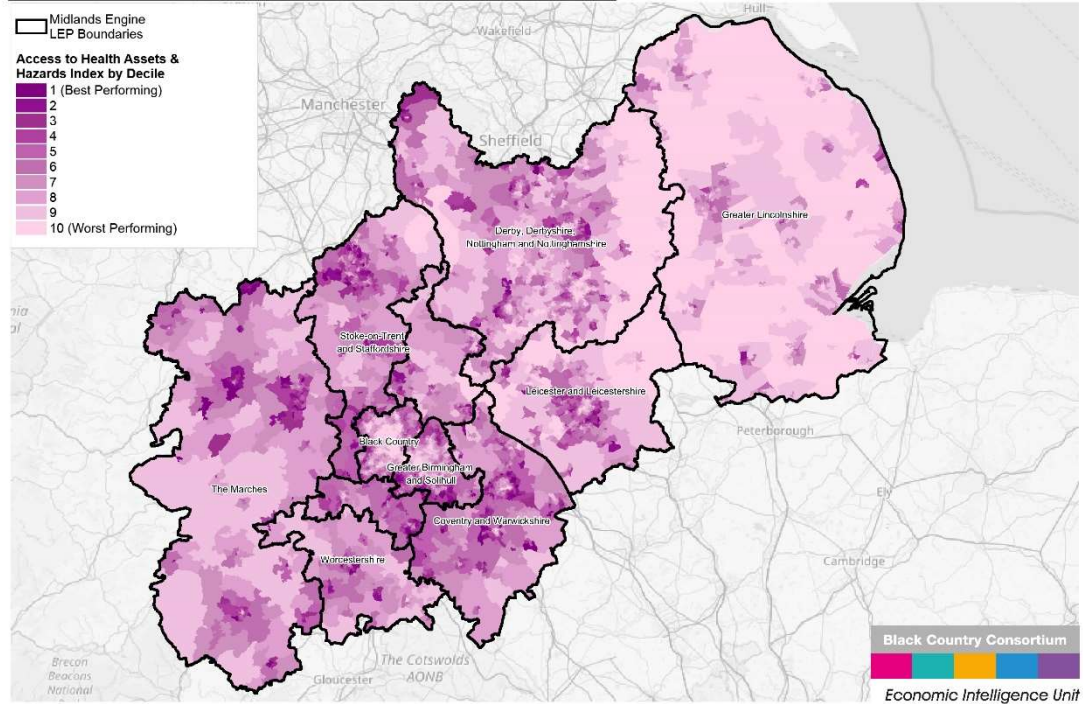 Midlands Engine
LEP Boundaries
Access to Health Assets &
Hazards Index by Decile
1 (Best Performing)
2
3
4
5
6
7
8
9
10 (Worst Performing)
Hull
Wakefield
Manchester
Sheffield
Greater Lincolnshire
Derby, Derbyshire,
Nottingham and Nottinghamshire
Stoke-on-Trent
and Staffordshire
Leicester and Leicestershire
Black Country
Peterborough
Greater Birmingham
and Solihull
The Marches
Ely
Coventry and Warwickshire
Worcestershire
Cambridge
Brecon
Beacons
National
The Cotswolds
AONB
Gloucester
Black Country Consortium
Economic Intelligence Unit